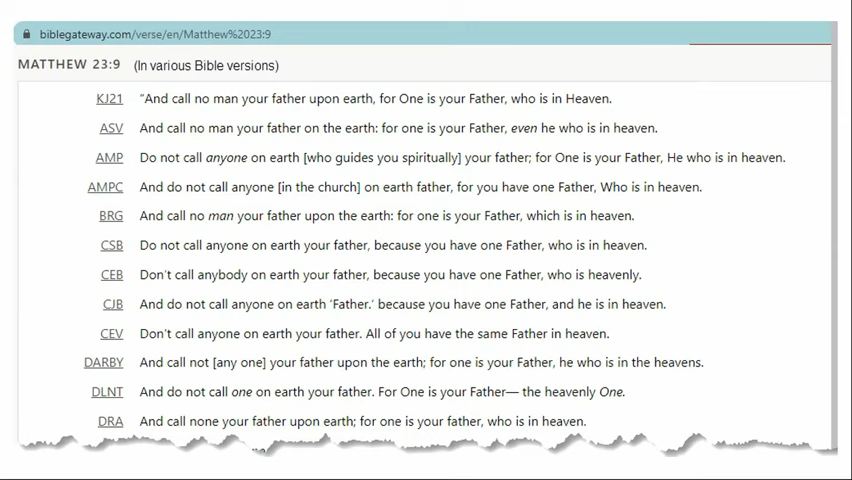 biblegateway.com/verse/en/Matthew%2023:9
MATTHEW 23:9 (In various Bible versions)
KJ21 "And call no man your father upon earth, for One is your Father, who is in Heaven.
ASV And call no man your father on the earth: for one is your Father, even he who is in heaven.
AMP Do not call anyone on earth [who guides you spiritually] your father; for One is your Father, He who is in heaven.
AMPC And do not call anyone [in the church] on earth father, for you have one Father, Who is in heaven.
BRG And call no man your father upon the earth: for one is your Father, which is in heaven.
CSB Do not call anyone on earth your father, because you have one Father, who is in heaven.
CEB Don't call anybody on earth your father, because you have one Father, who is heavenly.
CJB And do not call anyone on earth 'Father.' because you have one Father, and he is in heaven.
CEV Don't call anyone on earth your father. All of you have the same Father in heaven.
DARBY And call not [any one] your father upon the earth; for one is your Father, he who is in the heavens.
DLNT And do not call one on earth your father. For One is your Father— the heavenly One.
DRA And call none your father upon earth; for one is your father, who is in heaven.